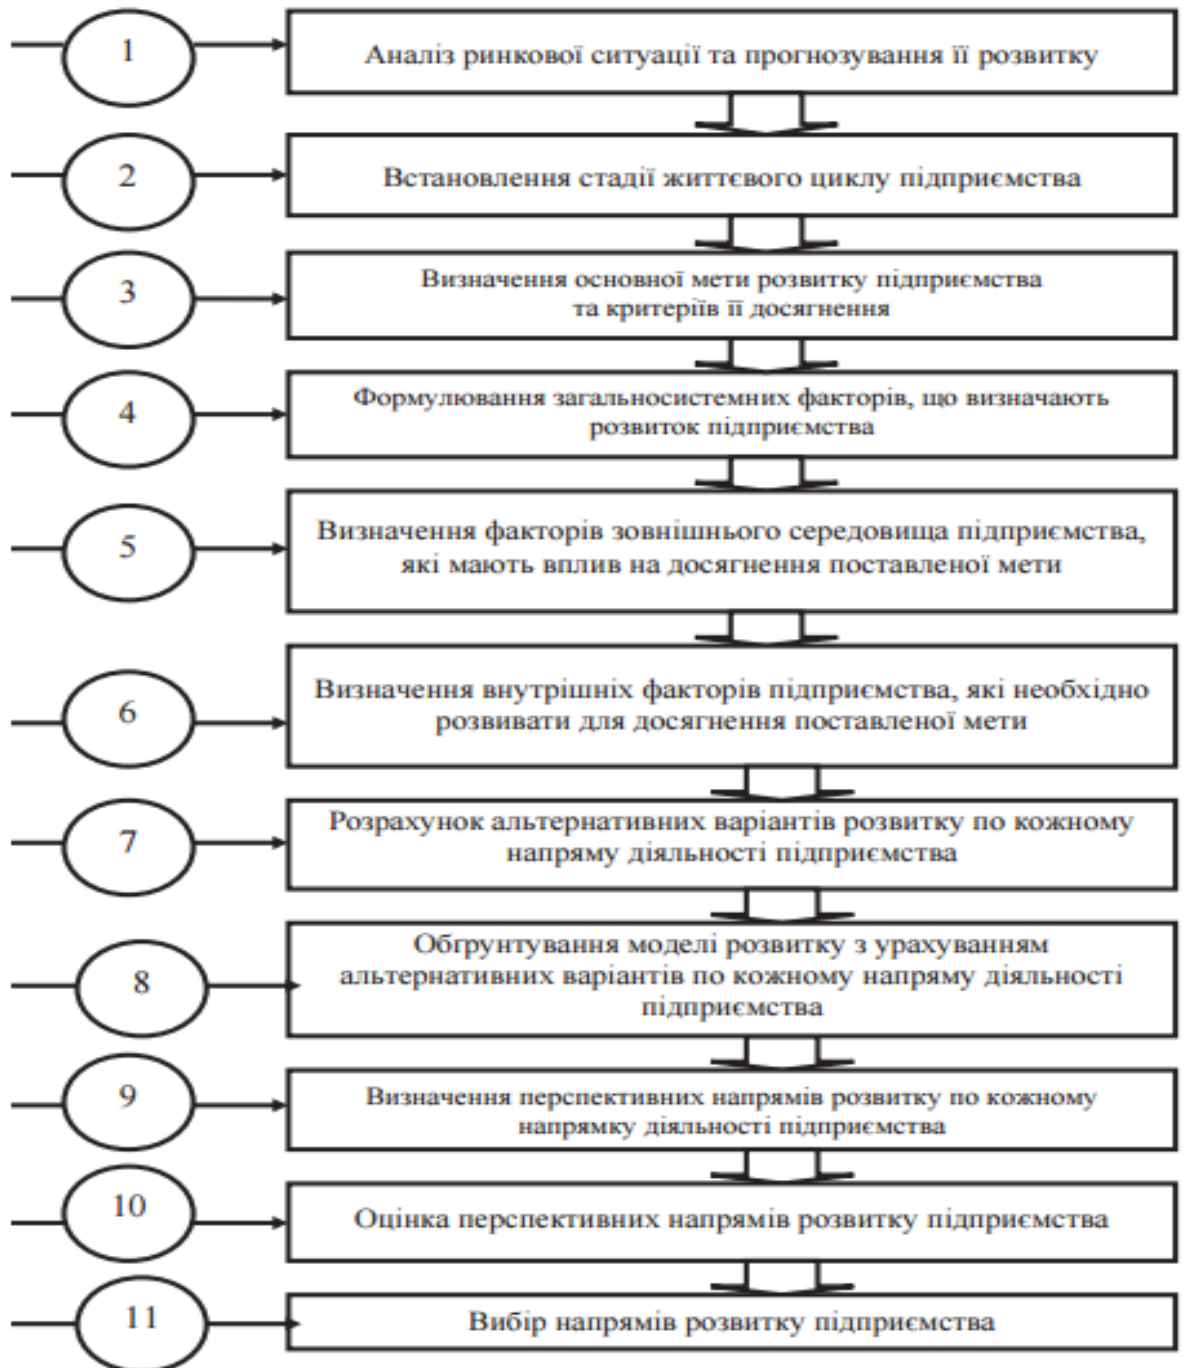 1
Аналіз ринкової ситуації та прогнозування її розвитку
2
Встановлення стадії життєвого циклу підприємства
3
Визначення основної мети розвитку підприємства
та критеріїв її досягнення
4
Формулювання загальносистемних факторів, що визначають
розвиток підприємства
5
Визначення факторів зовнішнього середовища підприємства,
які мають вплив на досягнення поставленої мети
6
Визначення внутрішніх факторів підприємства, які необхідно
розвивати для досягнення поставленої мети
7
Розрахунок альтернативних варіантів розвитку по кожному
напряму діяльності підприємства
8
Обґрунтування моделі розвитку з урахуванням
альтернативних варіантів по кожному напряму діяльності
підприємства
9
Визначення перспективних напрямів розвитку по кожному
напрямку діяльності підприємства
10
Оцінка перспективних напрямів розвитку підприємства
11
Вибір напрямів розвитку підприємства